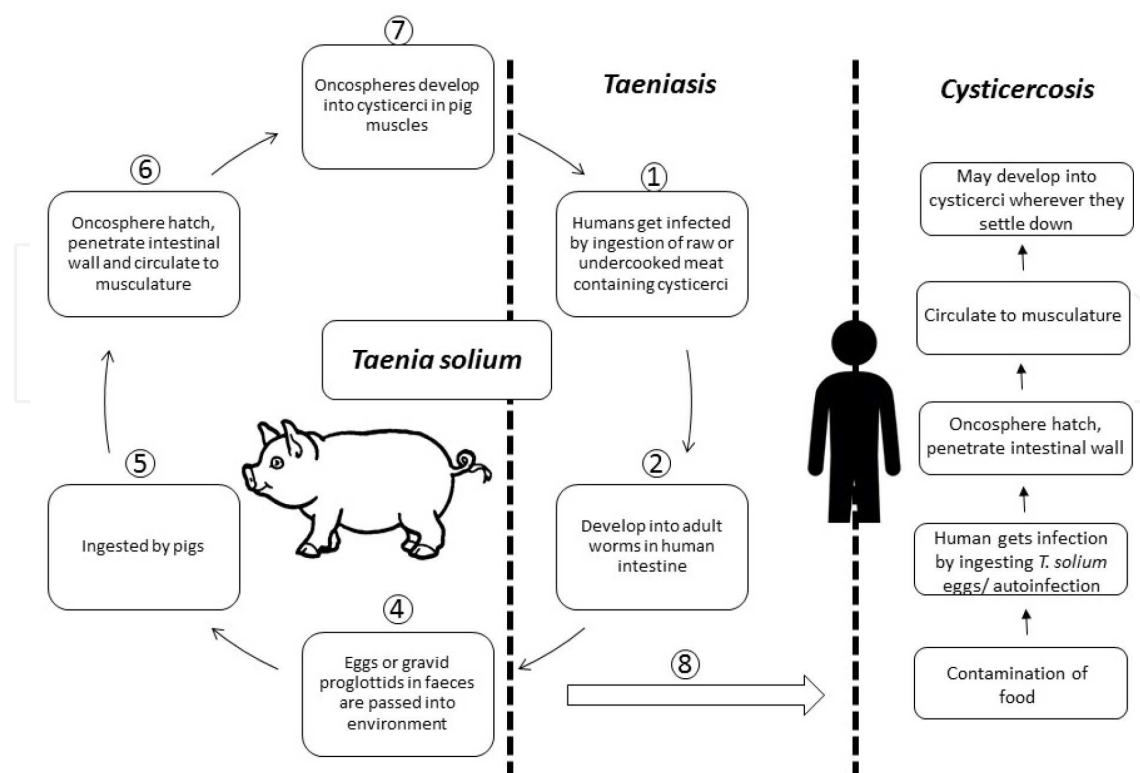 ⑦
Oncospheres develop
into cysticerci in pig
muscles
Taeniasis
Cysticercosis
⑥
Oncosphere hatch,
penetrate intestinal
wall and circulate to
musculature
①
Humans get infected
by ingestion of raw or
undercooked meat
containing cysticerci
May develop into
cysticerci wherever they
settle down
Circulate to musculature
Taenia solium
Oncosphere hatch,
penetrate intestinal wall
⑤
Ingested by pigs
②
Develop into adult
worms in human
intestine
Human gets infection
by ingesting T. solium
eggs/ autoinfection
④
Eggs or gravid
proglottids in faeces
are passed into
environment
⑧
Contamination of
food